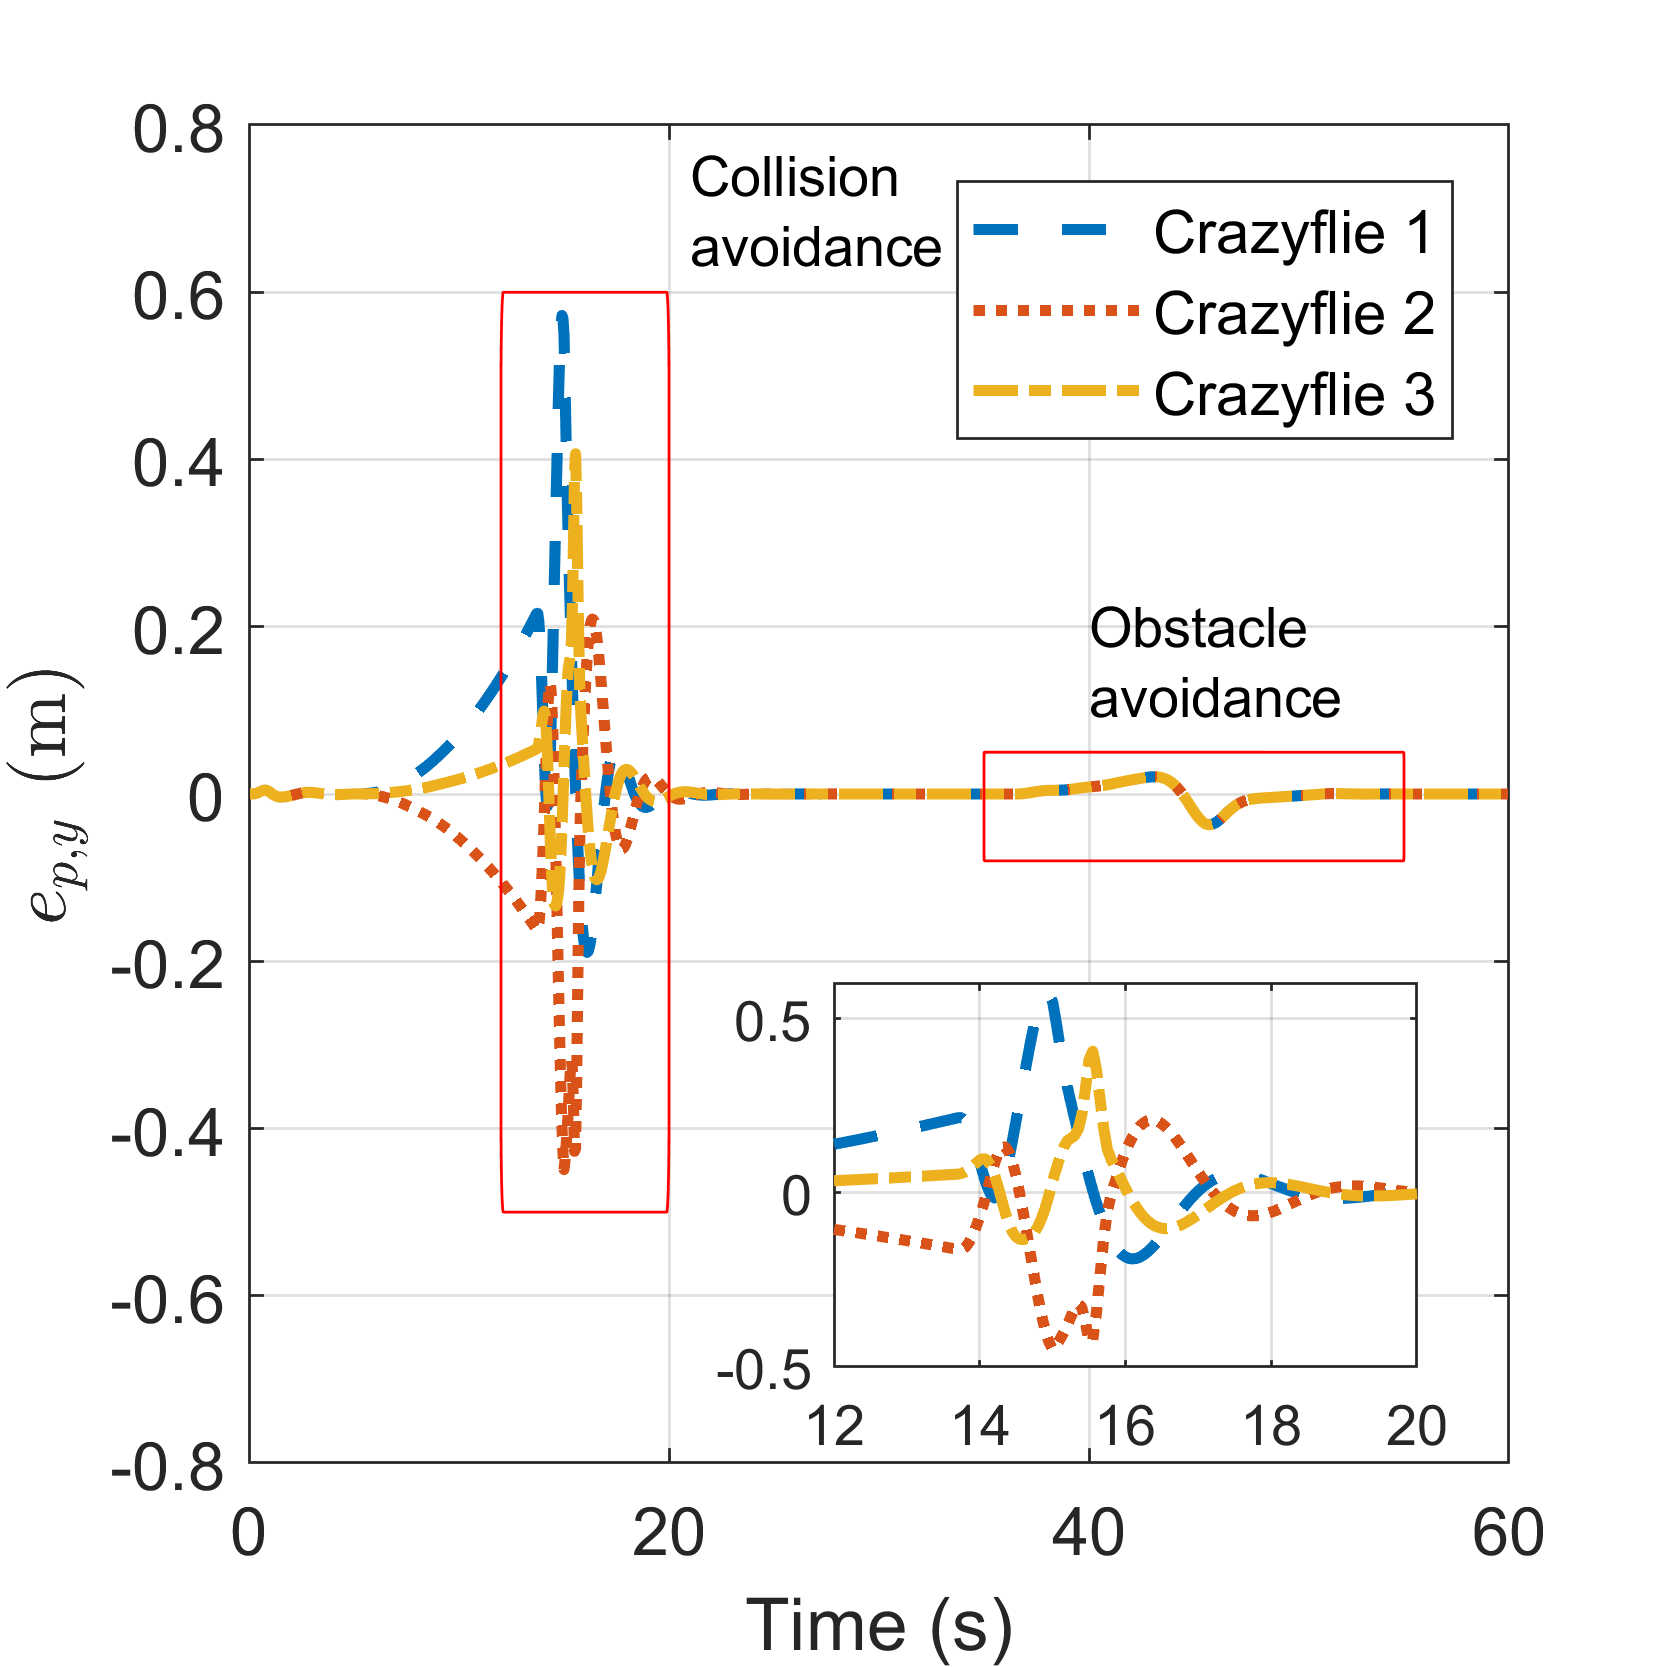 0.8
0.6
0.4
0.2
0
-0.2
-0.4
-0.6
-0.8
e_{p,y} (m)
Collision
avoidance
Crazyflie 1
Crazyflie 2
Crazyflie 3
Obstacle
avoidance
0.5
0
-0.5
12 14 16 18 20
0 20 40 60
Time (s)